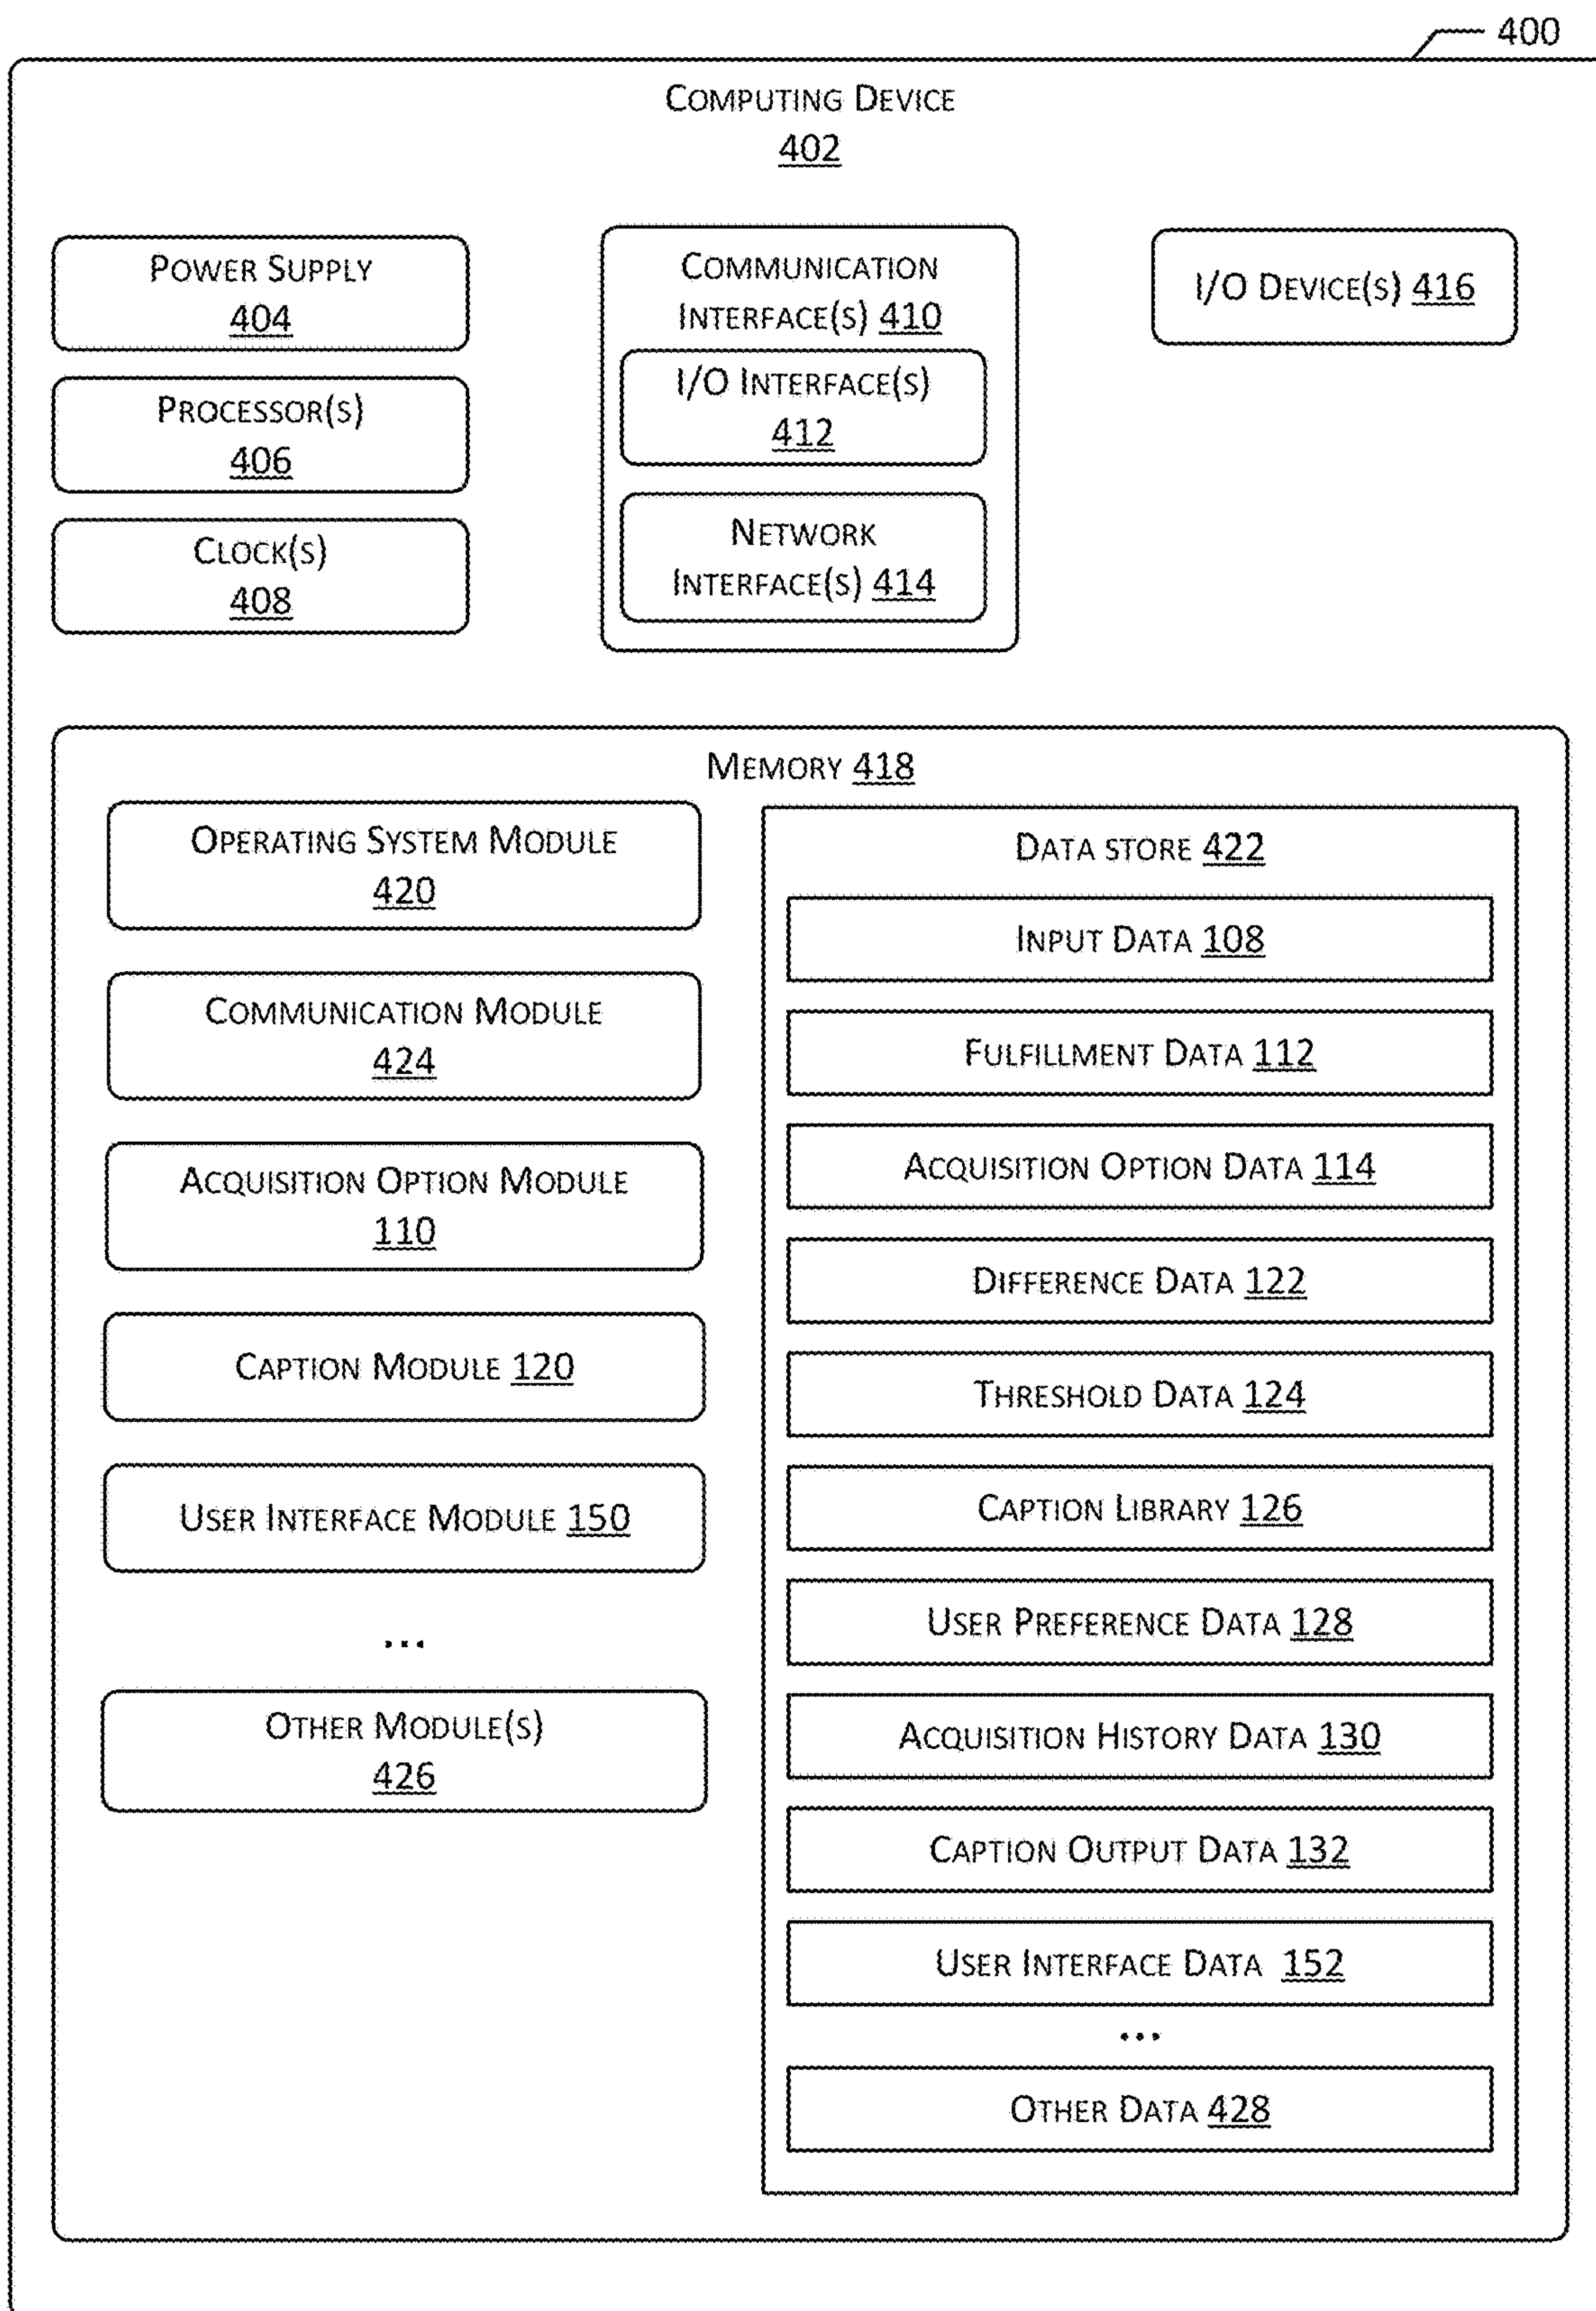 400
COMPUTING DEVICE
402
POWER SUPPLY
404
PROCESSOR(S)
406
CLOCK(S)
408
COMMUNICATION
INTERFACE(S) 410
I/O INTERFACE(S)
412
NETWORK
INTERFACE(S) 414
I/O DEVICE(S) 416
MEMORY 418
OPERATING SYSTEM MODULE
420
COMMUNICATION MODULE
424
ACQUISITION OPTION MODULE
110
CAPTION MODULE 120
USER INTERFACE MODULE 150
...
OTHER MODULE(S)
426
DATA STORE 422
INPUT DATA 108
FULFILLMENT DATA 112
ACQUISITION OPTION DATA 114
DIFFERENCE DATA 122
THRESHOLD DATA 124
CAPTION LIBRARY 126
USER PREFERENCE DATA 128
ACQUISITION HISTORY DATA 130
CAPTION OUTPUT DATA 132
USER INTERFACE DATA 152
...
OTHER DATA 428